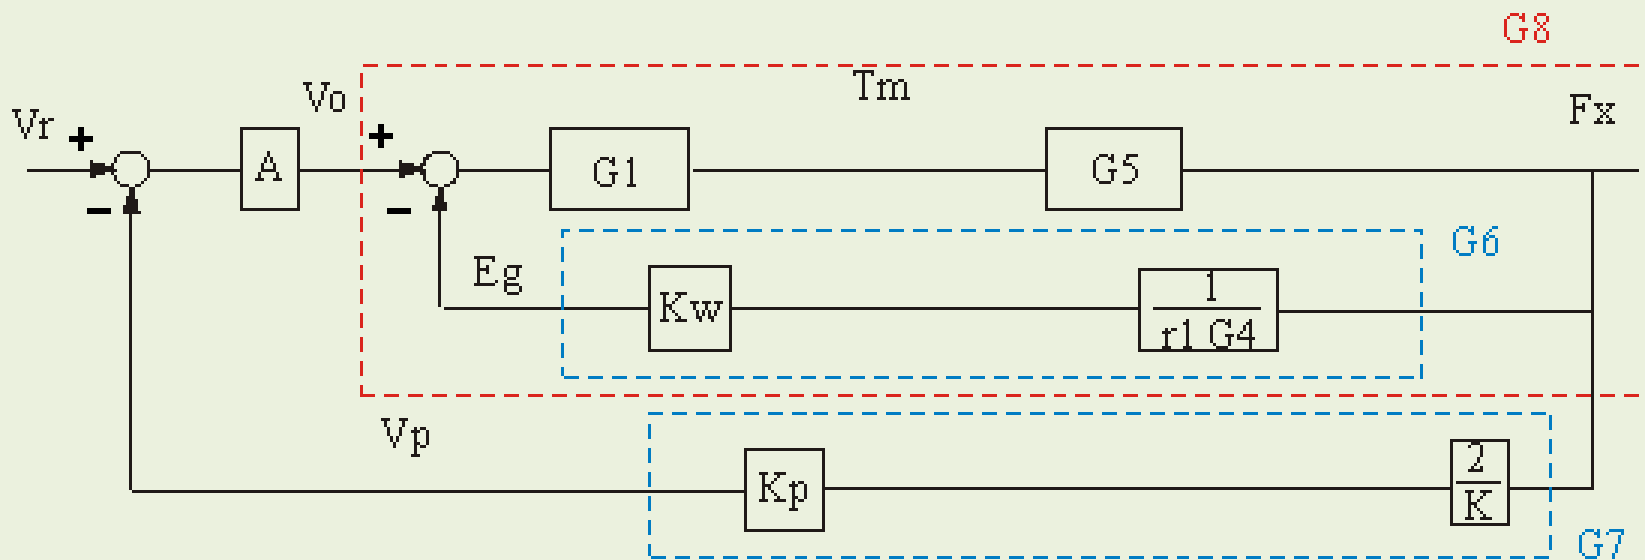 G8
Tm
Vo
Fx
Vr
+
+
A
G1
G5
−
−
G6
Eg
Kw
1
r1 G4
Vp
Kp
2
K
G7